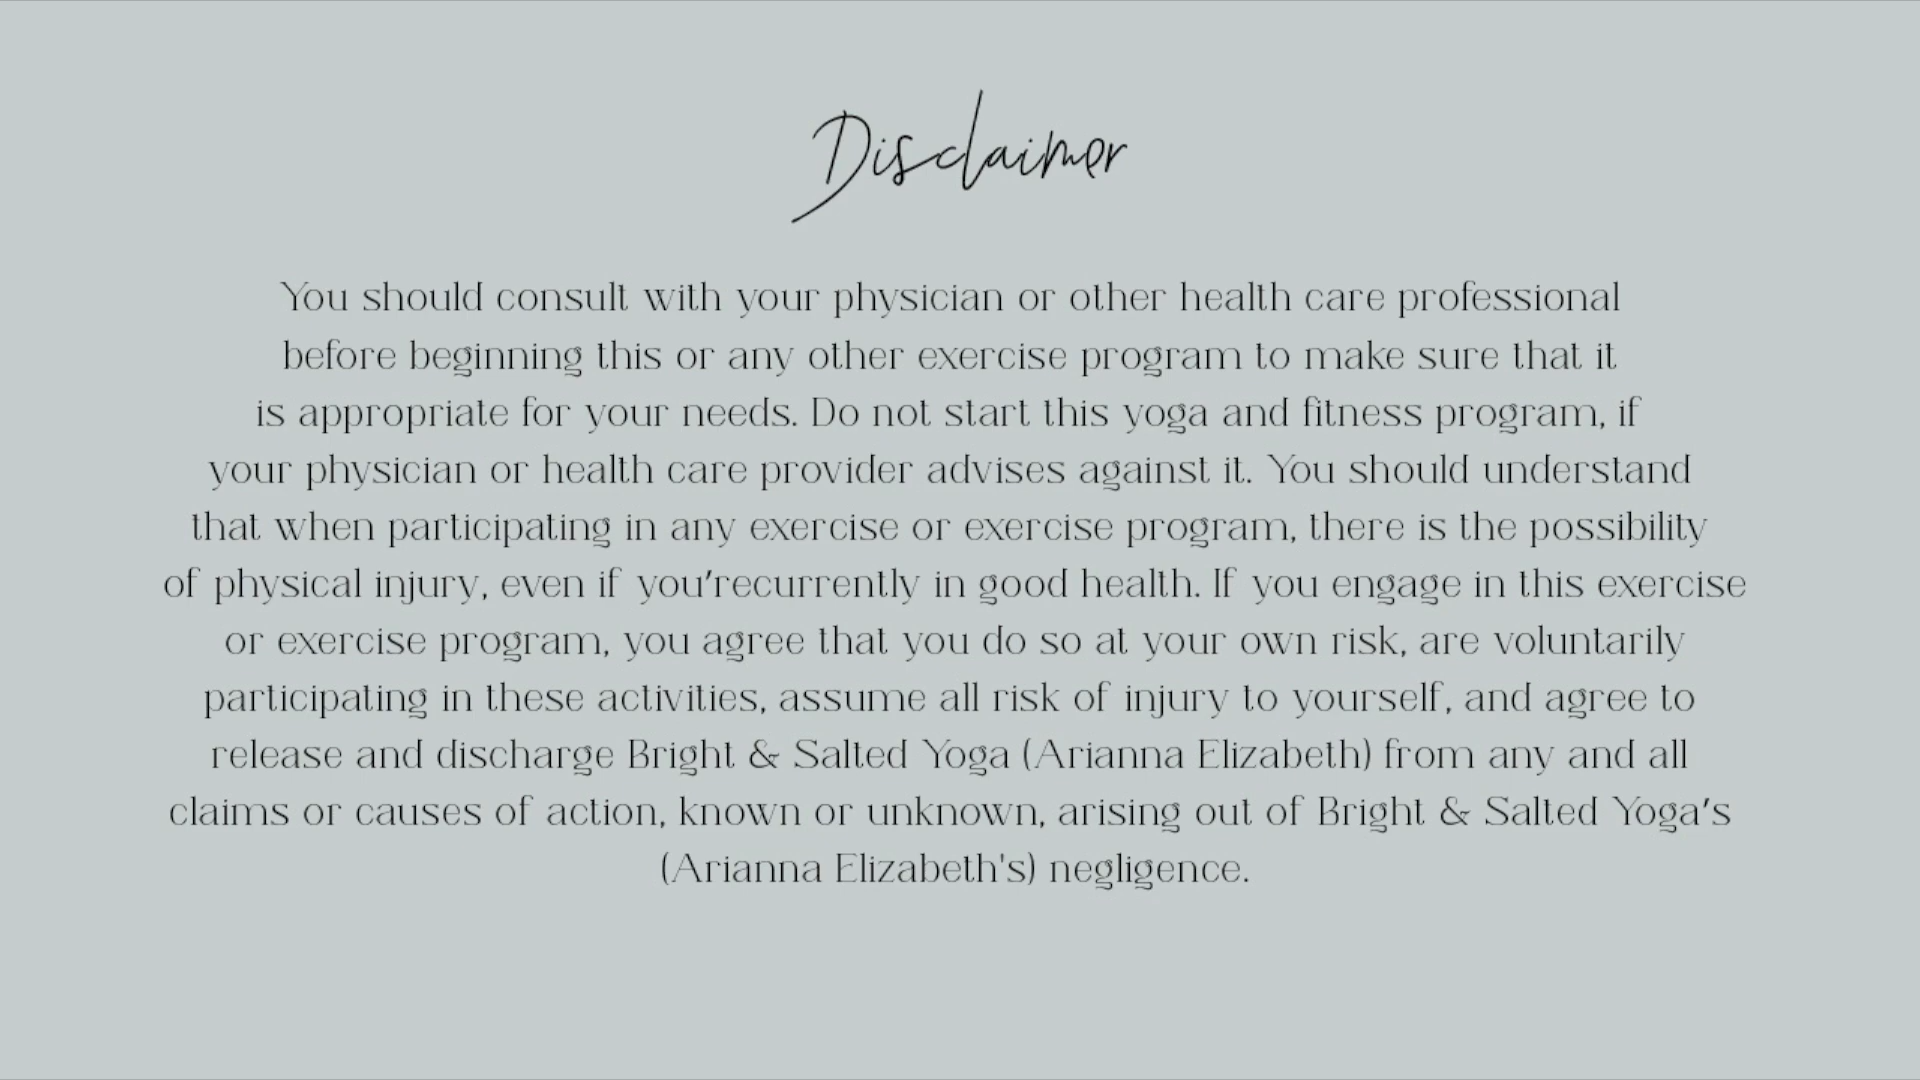 Disclaimer
You should consult with your physician or other health care professional
before beginning this or any other exercise program to make sure that it
is appropriate for your needs. Do not start this yoga and fitness program, if
your physician or health care provider advises against it. You should understand
that when participating in any exercise or exercise program, there is the possibility
of physical injury, even if you'recurrently in good health. If you engage in this exercise
or exercise program, you agree that you do so at your own risk, are voluntarily
participating in these activities, assume all risk of injury to yourself, and agree to
release and discharge Bright & Salted Yoga (Arianna Elizabeth) from any and all
claims or causes of action, known or unknown, arising out of Bright & Salted Yoga's
(Arianna Elizabeth's) negligence.